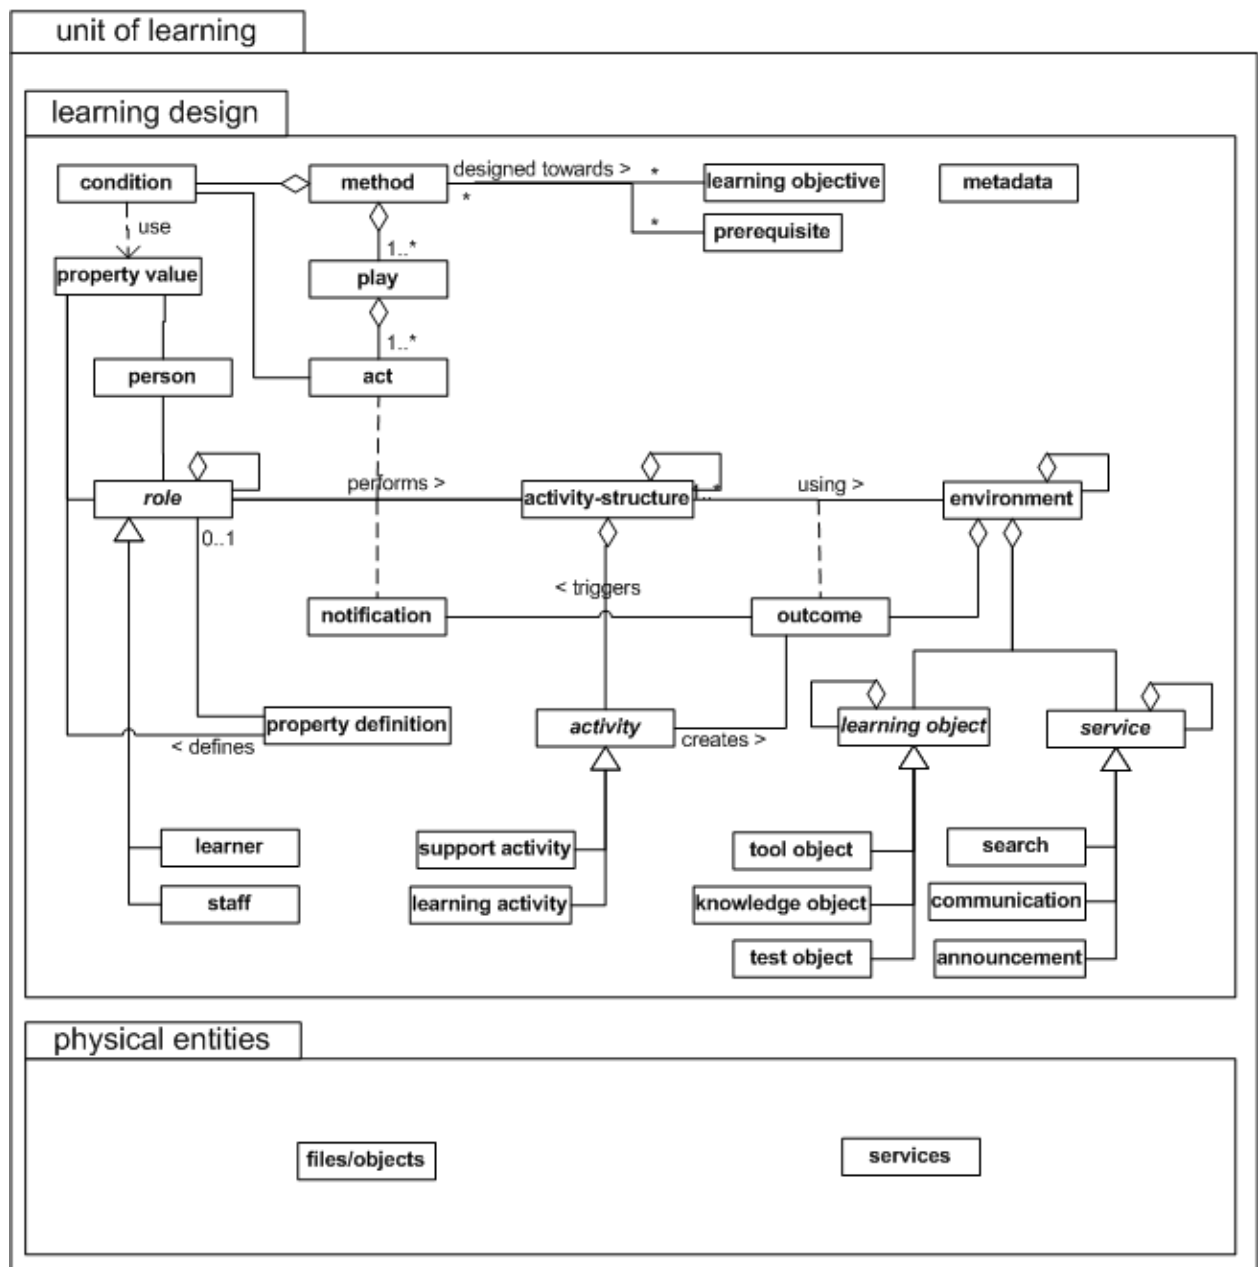 unit of learning
learning design
condition
method
designed towards >
*
*
learning objective
metadata
*
prerequisite
use
1..*
property value
play
1..*
person
act
role
performs >
activity-structure
using >
environment
0..1
< triggers
notification
outcome
property definition
< defines
activity
creates >
learning object
service
learner
support activity
tool object
search
staff
learning activity
knowledge object
communication
test object
announcement
physical entities
files/objects
services